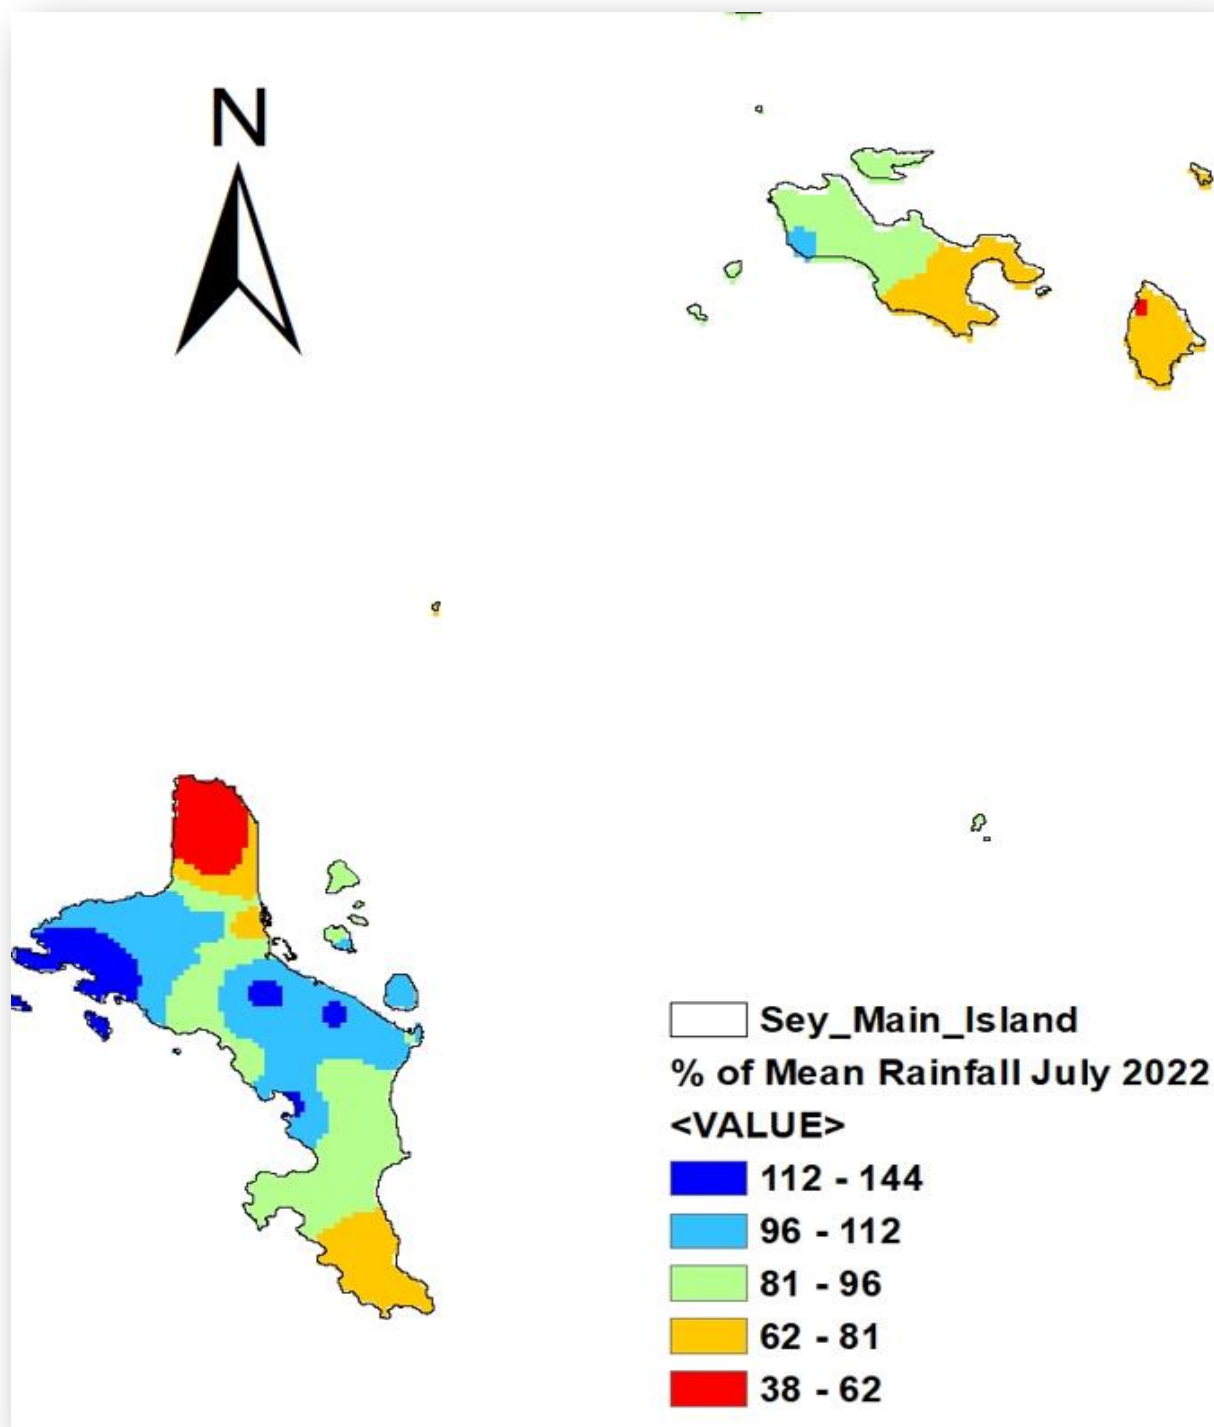 N
Sey_Main_Island
% of Mean Rainfall July 2022
<VALUE>
112 - 144
96 - 112
81 - 96
62 - 81
38 - 62